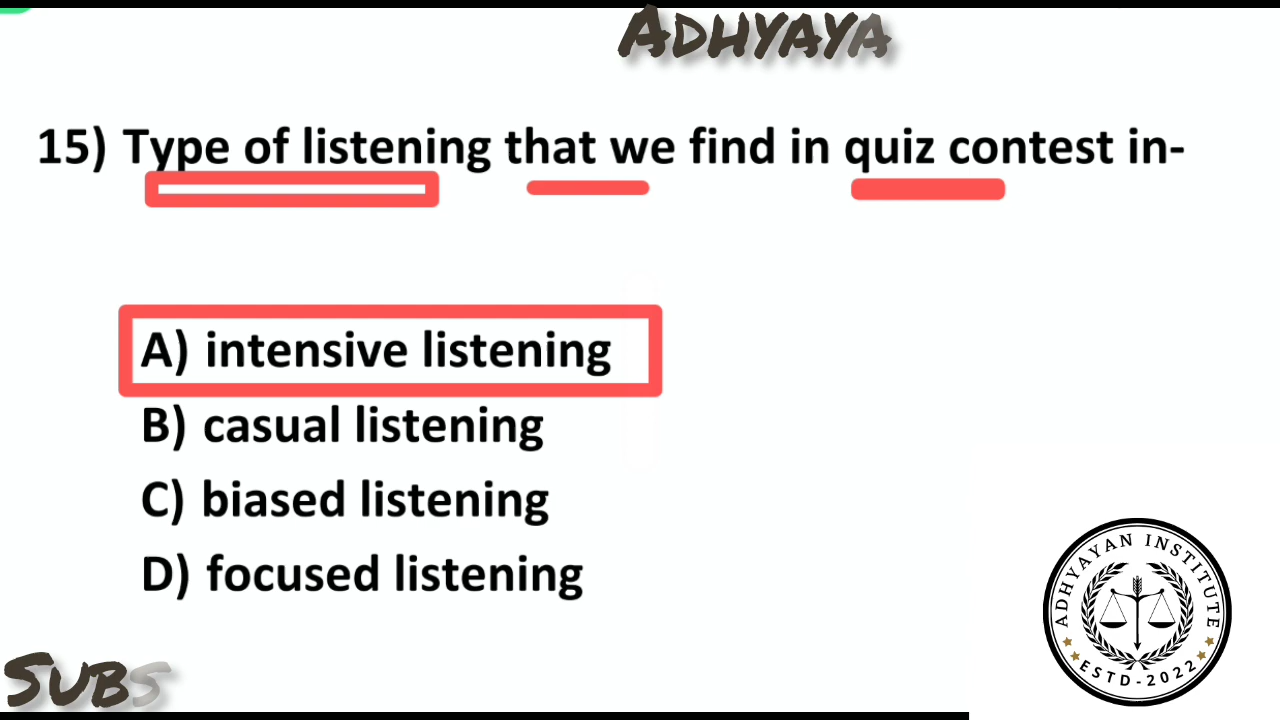 ADHYAYA
15) Type of listening that we find in quiz contest in-
A) intensive listening
B) casual listening
C) biased listening
D) focused listening
ADHYAYAN INSTITUTE
ESTD-2022
SUBS